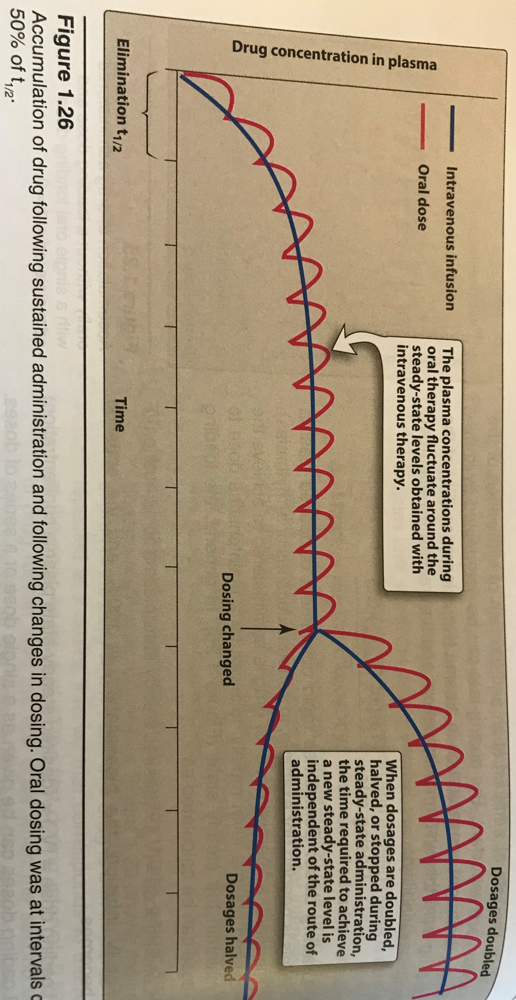 Drug concentration in plasma
Intravenous infusion
Oral dose
The plasma concentrations during
oral therapy fluctuate around the
steady-state levels obtained with
intravenous therapy.
Dosages doubled
When dosages are doubled,
halved, or stopped during
steady-state administration,
the time required to achieve
a new steady-state level is
independent of the route of
administration.
Dosing changed
Dosages halved
Elimination t1/2
Time
Figure 1.26
Accumulation of drug following sustained administration and following changes in dosing. Oral dosing was at intervals
50% of t1/2.